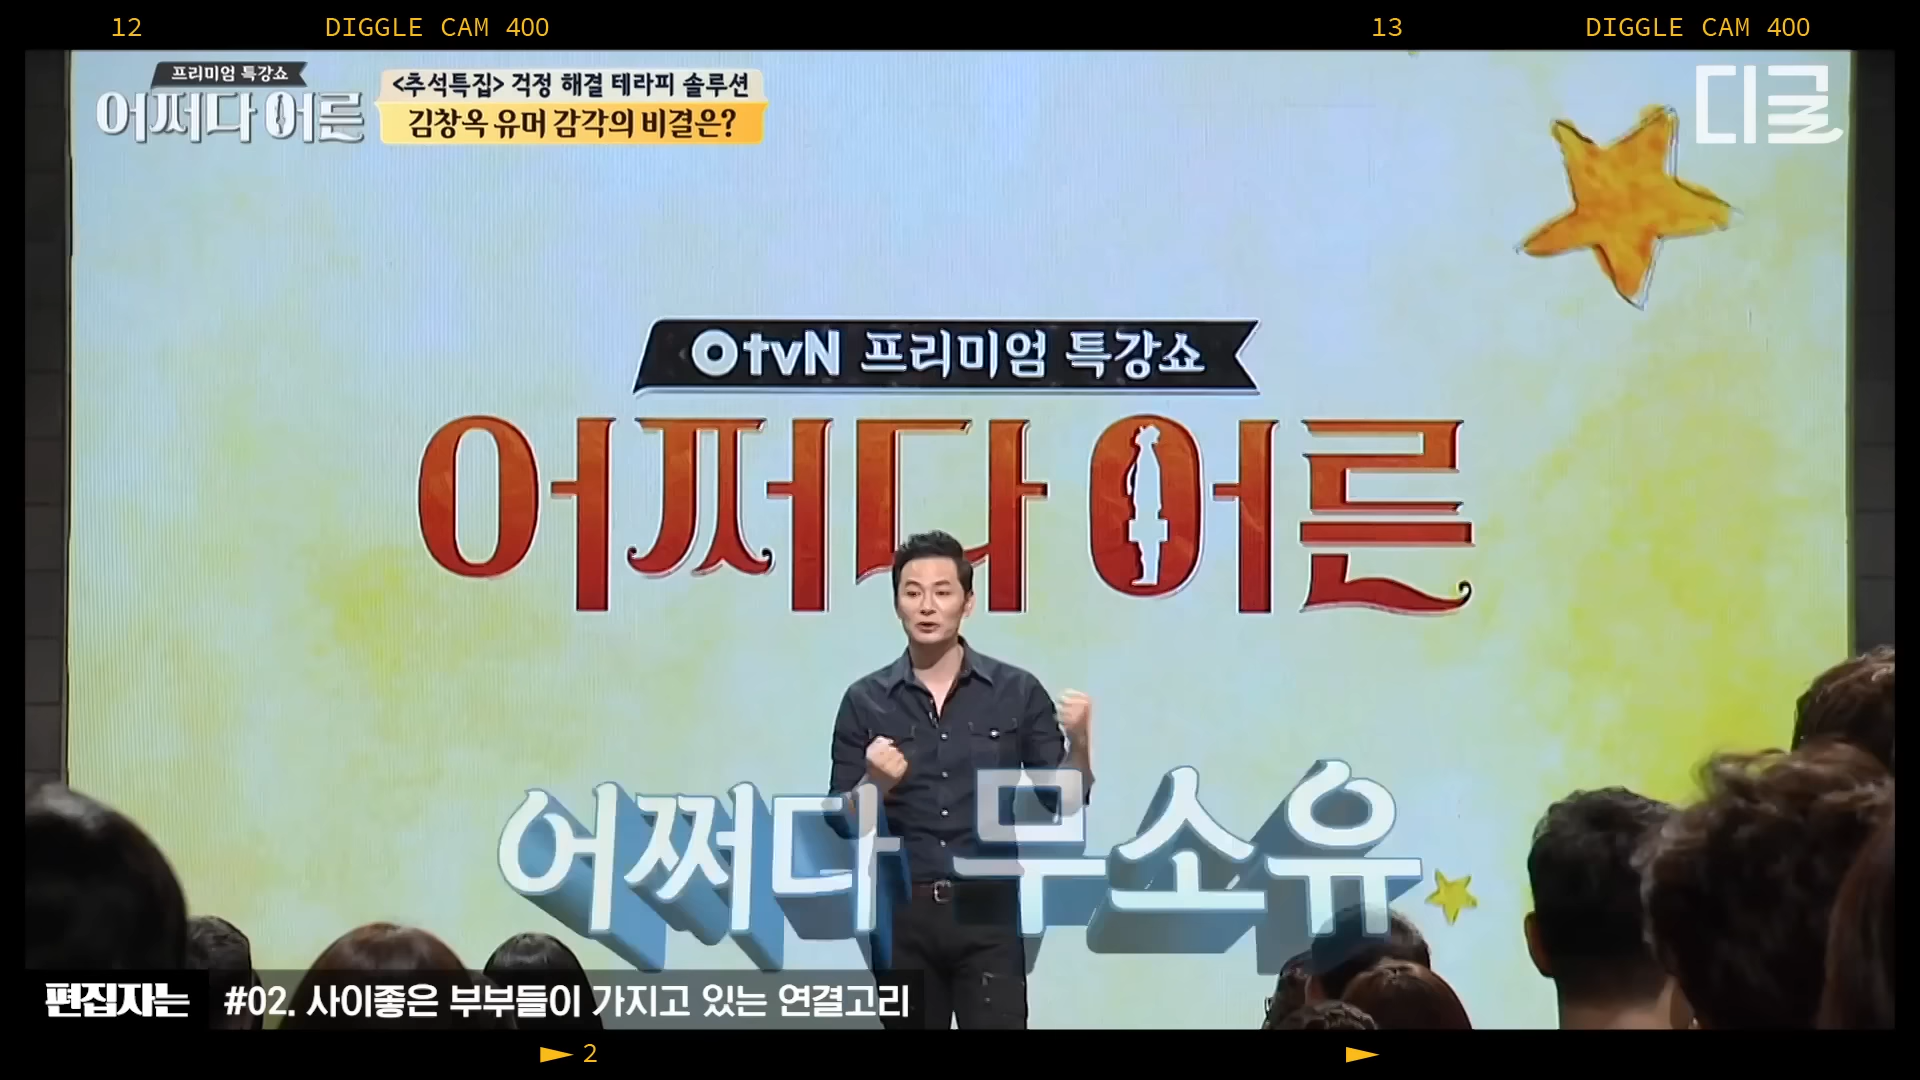 12 DIGGLE CAM 400 13 DIGGLE CAM 400
프리미엄 특강쇼
어쩌다 어른
<추석특집> 걱정 해결 테라피 솔루션
김창옥 유머 감각의 비결은?
디글
OtvN 프리미엄 특강쇼
어쩌다 어른
어쩌다 무소유
편집자는 #02. 사이좋은 부부들이 가지고 있는 연결고리
2